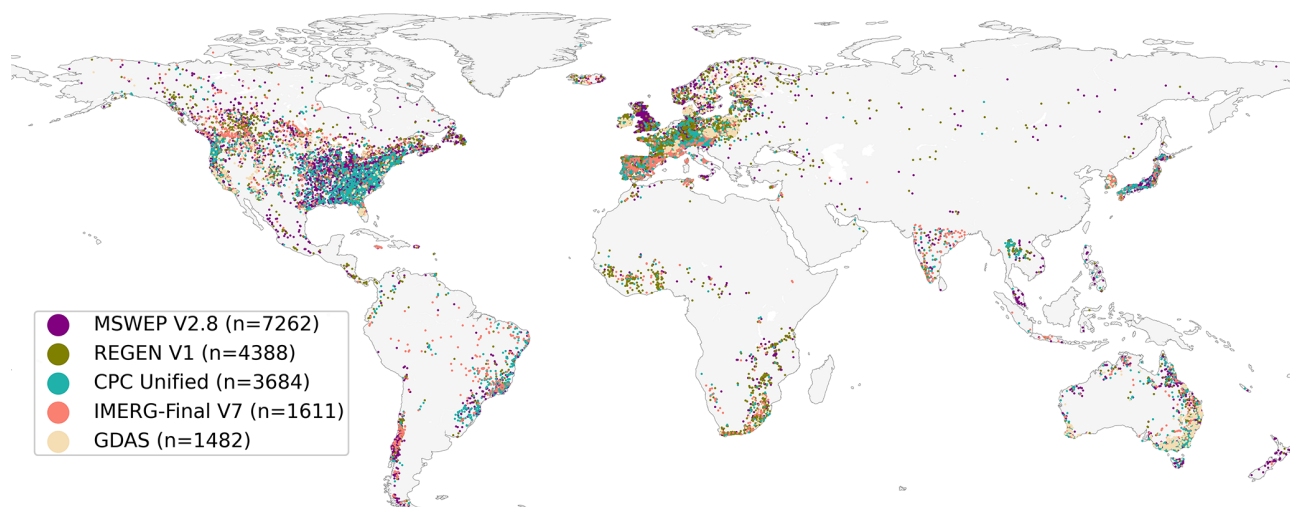 MSWEP V2.8 (n=7262)
REGEN V1 (n=4388)
CPC Unified (n=3684)
IMERG-Final V7 (n=1611)
GDAS (n=1482)